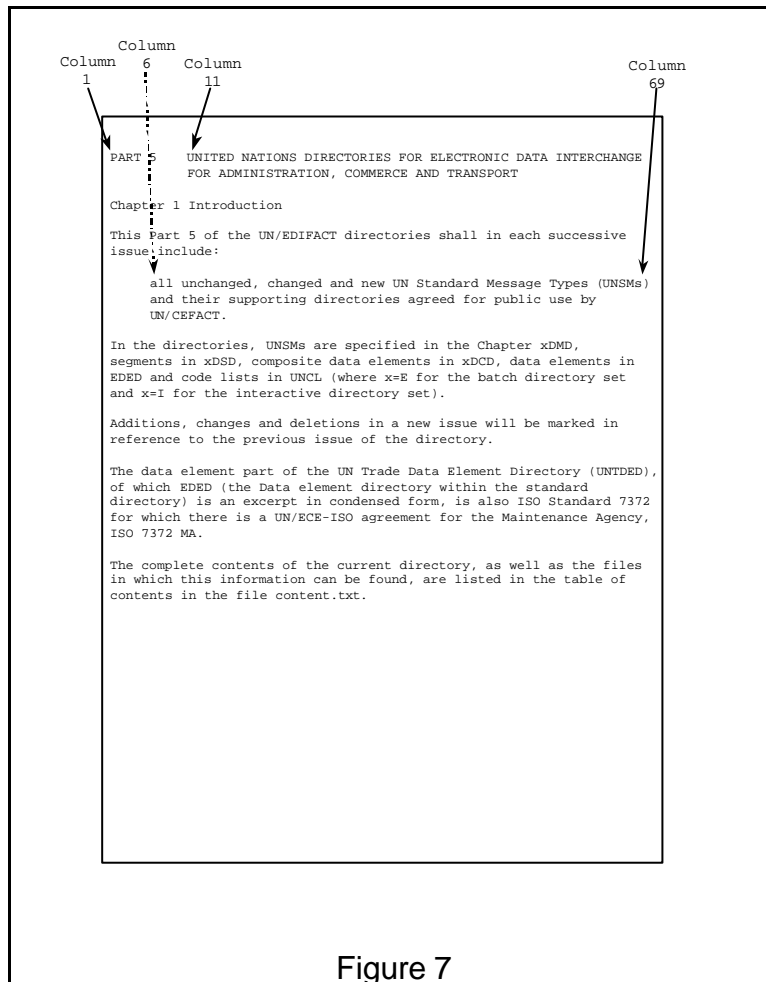 Column
Column 6 Column Column
1 11 69
PART 5 UNITED NATIONS DIRECTORIES FOR ELECTRONIC DATA INTERCHANGE
FOR ADMINISTRATION, COMMERCE AND TRANSPORT
Chapter 1 Introduction
This Part 5 of the UN/EDIFACT directories shall in each successive
issue include:
all unchanged, changed and new UN Standard Message Types (UNSMs)
and their supporting directories agreed for public use by
UN/CEFACT.
In the directories, UNSMs are specified in the Chapter xDMD,
segments in xDSD, composite data elements in xDCD, data elements in
EDED and code lists in UNCL (where x=E for the batch directory set
and x=I for the interactive directory set).
Additions, changes and deletions in a new issue will be marked in
reference to the previous issue of the directory.
The data element part of the UN Trade Data Element Directory (UNTDED),
of which EDED (the Data element directory within the standard
directory) is an excerpt in condensed form, is also ISO Standard 7372
for which there is a UN/ECE-ISO agreement for the Maintenance Agency,
ISO 7372 MA.
The complete contents of the current directory, as well as the files
in which this information can be found, are listed in the table of
contents in the file content.txt.
Figure 7